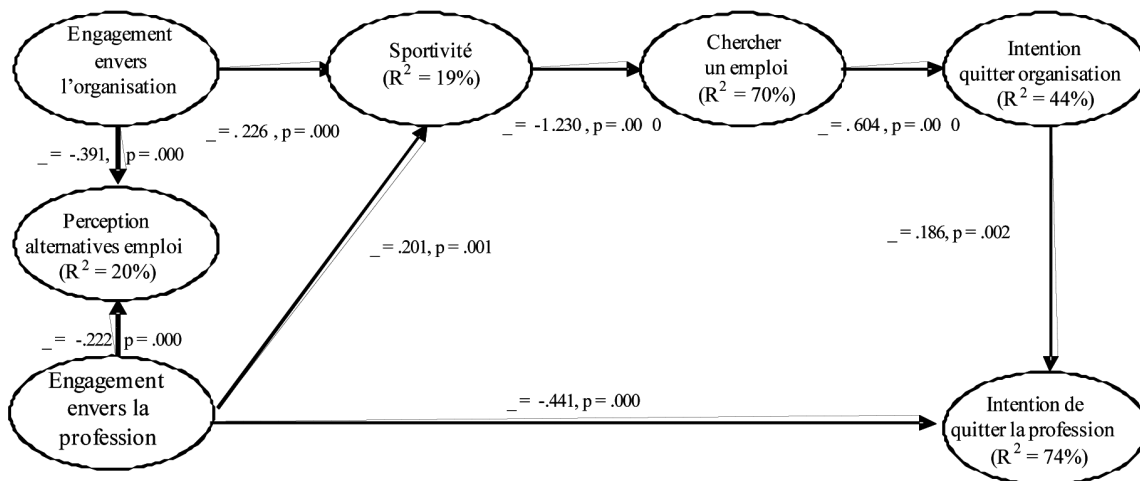 Engagement
envers
l'organisation
Sportivité
(R² = 19%)
Chercher
un emploi
(R² = 70%)
Intention
quitter organisation
(R² = 44%)
_ = .226 , p = .000
_ = -1.230, p = .00 0
_ = .604 , p = .00 0
_ = -.391, p = .000
Perception
alternatives emploi
(R² = 20%)
_ = .201, p = .001
_ = .186, p = .002
_ = -.222, p = .000
Engagement
envers la
profession
_ = -.441, p = .000
Intention de
quitter la profession
(R² = 74%)